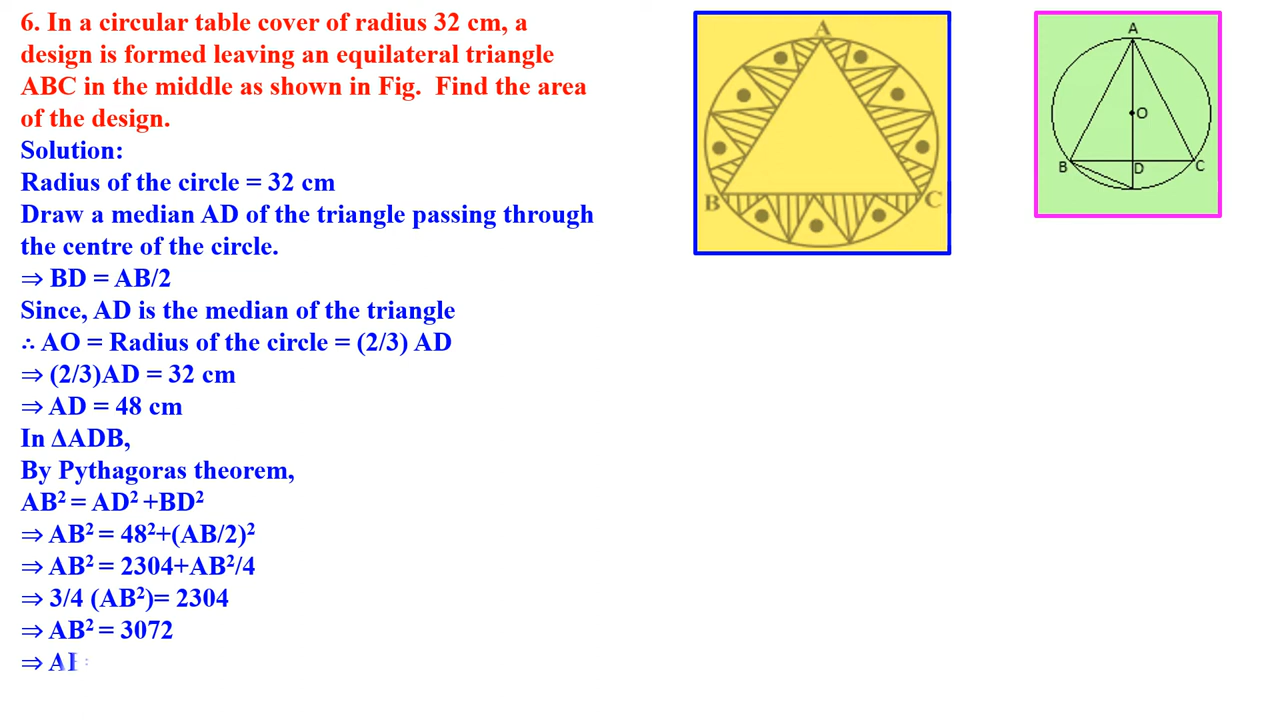 6. In a circular table cover of radius 32 cm, a
design is formed leaving an equilateral triangle
ABC in the middle as shown in Fig. Find the area
of the design.
Solution:
Radius of the circle = 32 cm
Draw a median AD of the triangle passing through
the centre of the circle.
⇒ BD = AB/2
Since, AD is the median of the triangle
∴ AO = Radius of the circle = (2/3) AD
⇒ (2/3)AD = 32 cm
⇒ AD = 48 cm
In ΔADB,
By Pythagoras theorem,
AB² = AD² +BD²
⇒ AB² = 48²+(AB/2)²
⇒ AB² = 2304+AB²/4
⇒ 3/4 (AB²)= 2304
⇒ AB² = 3072
⇒
A
B
C
A
O
B
D
C